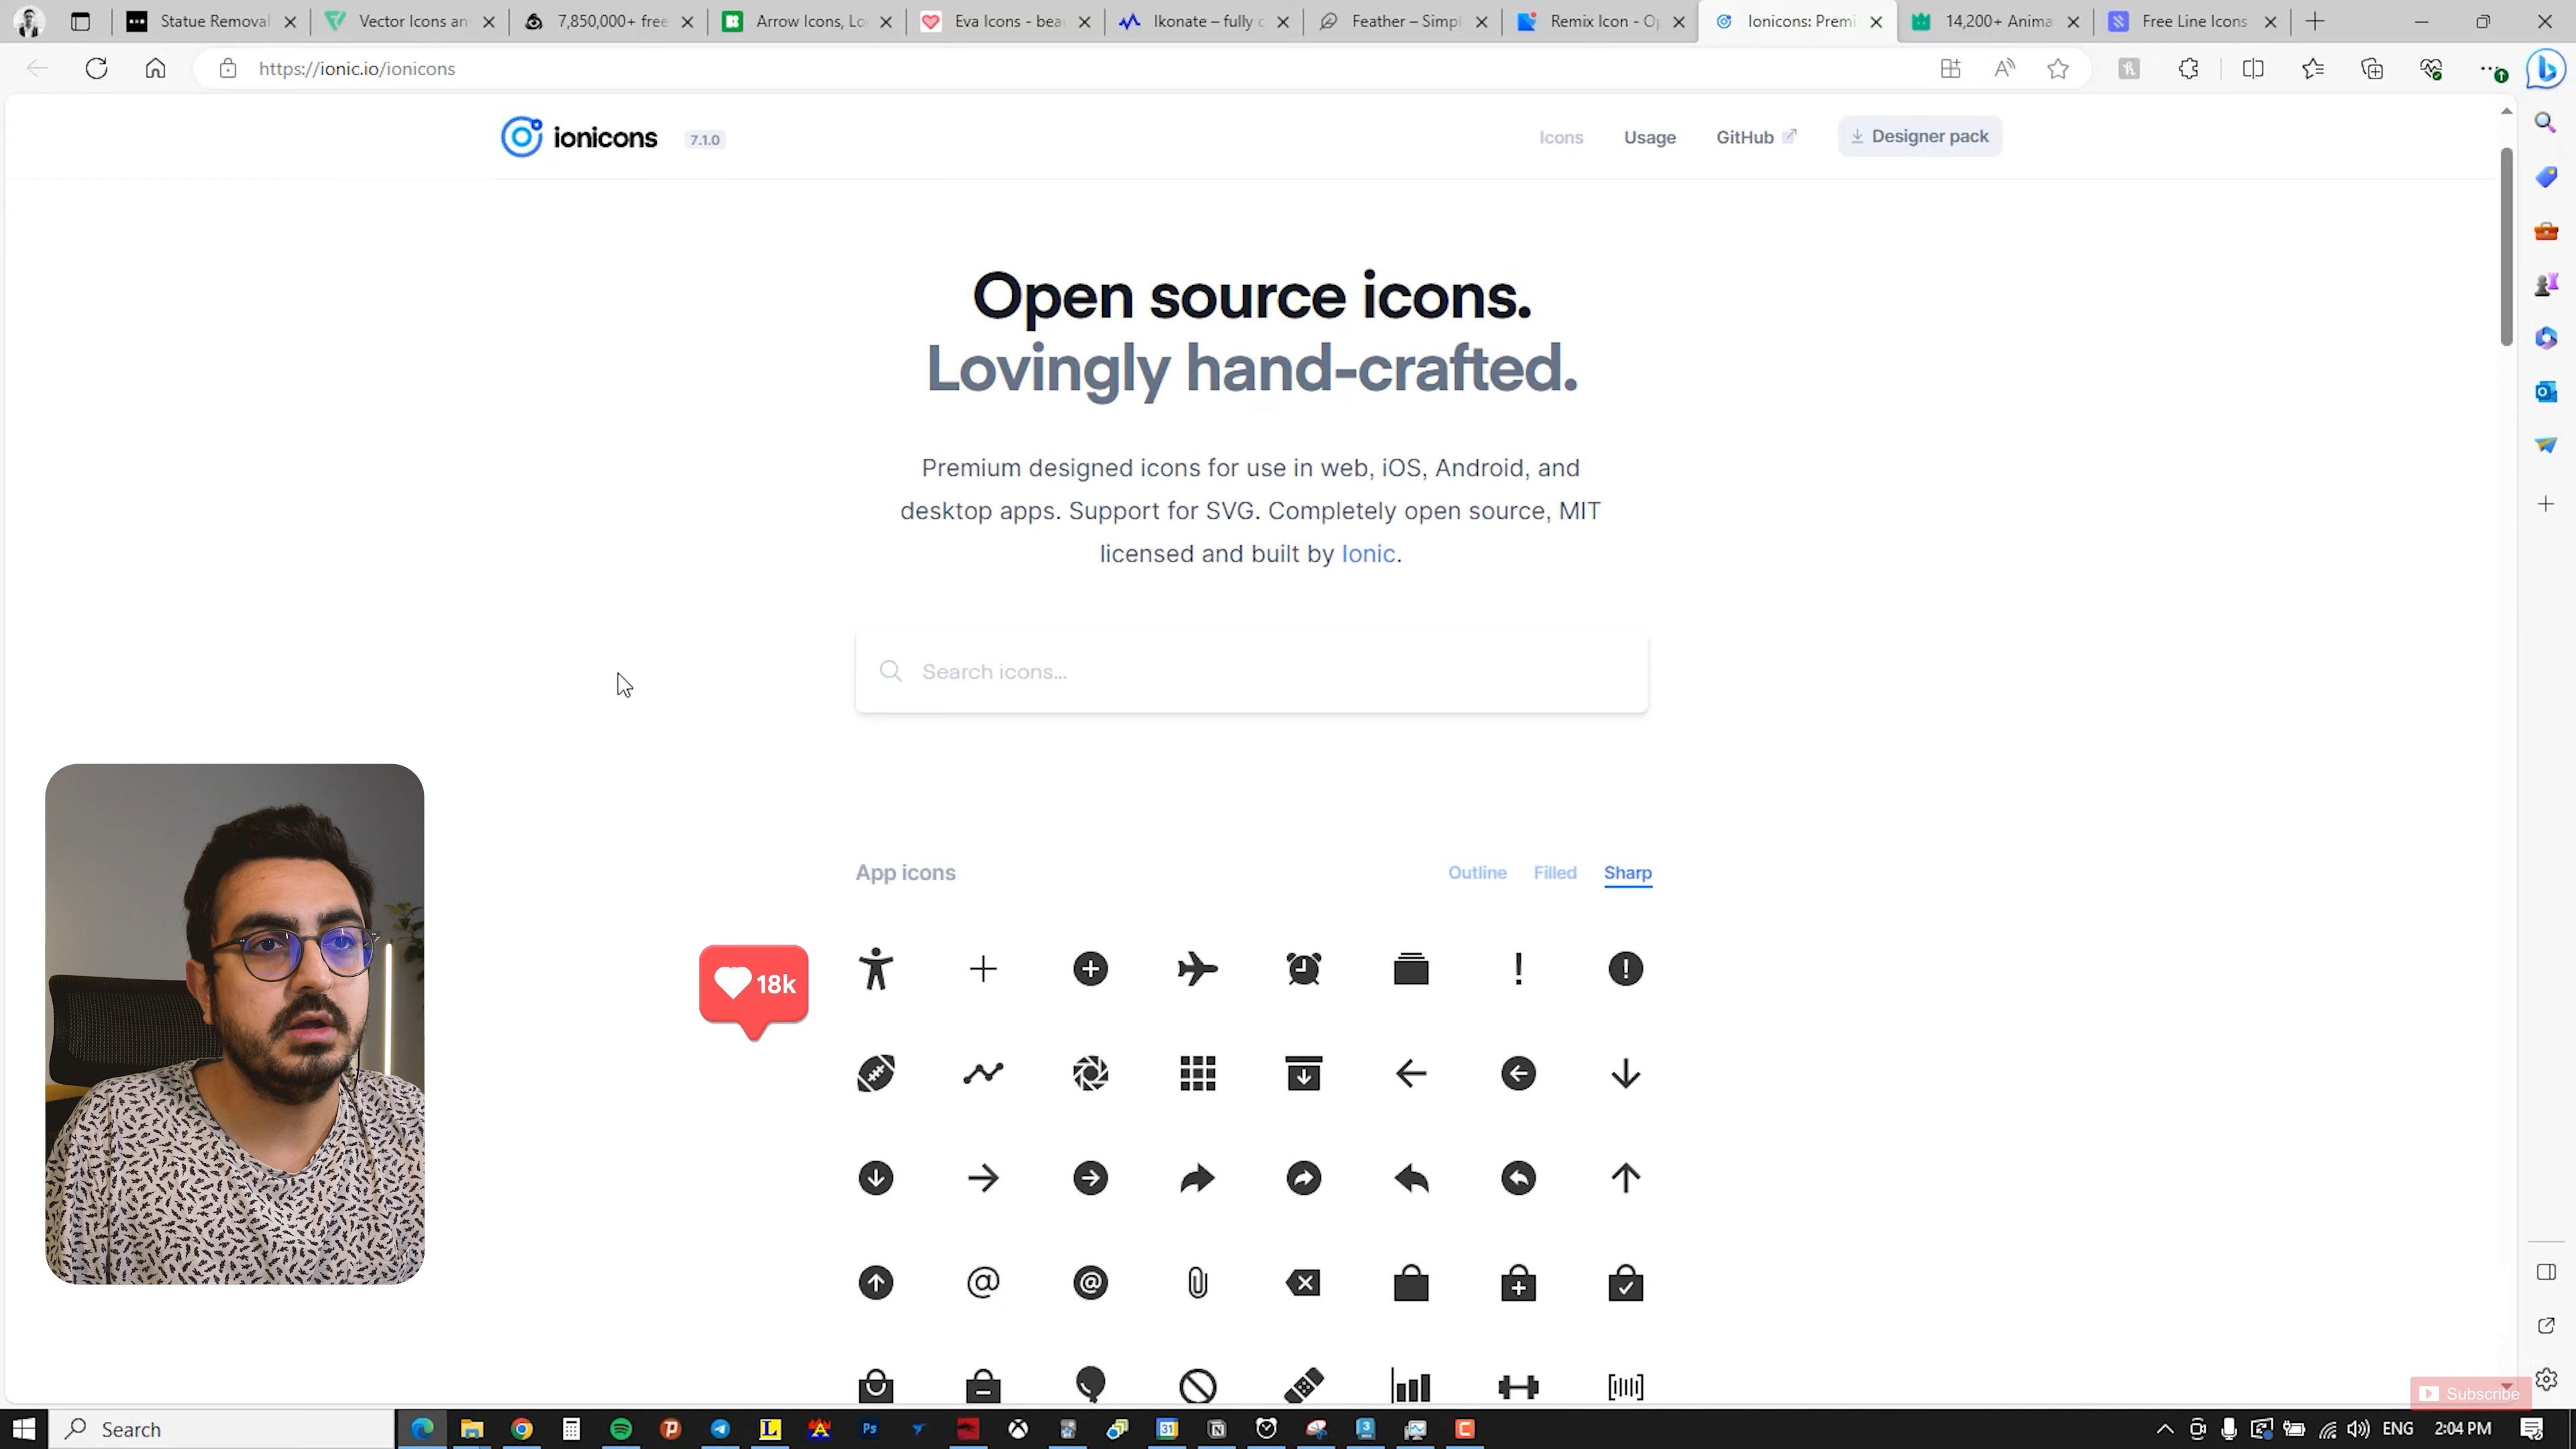 Statue Removal
Vector Icons an
7,850,000+ free
Arrow Icons, Lo
Eva Icons - beau
Ikonate – fully c
Feather – Simpl
Remix Icon - Op
Ionicons: Premi
14,200+ Anima
Free Line Icons
https://ionic.io/ionicons
ionicons
7.1.0
Icons
Usage
GitHub
Designer pack
Open source icons.
Lovingly hand-crafted.
Premium designed icons for use in web, iOS, Android, and
desktop apps. Support for SVG. Completely open source, MIT
licensed and built by Ionic.
Search icons...
App icons
Outline
Filled
Sharp
18k
Subscribe
Search
ENG
2:04 PM